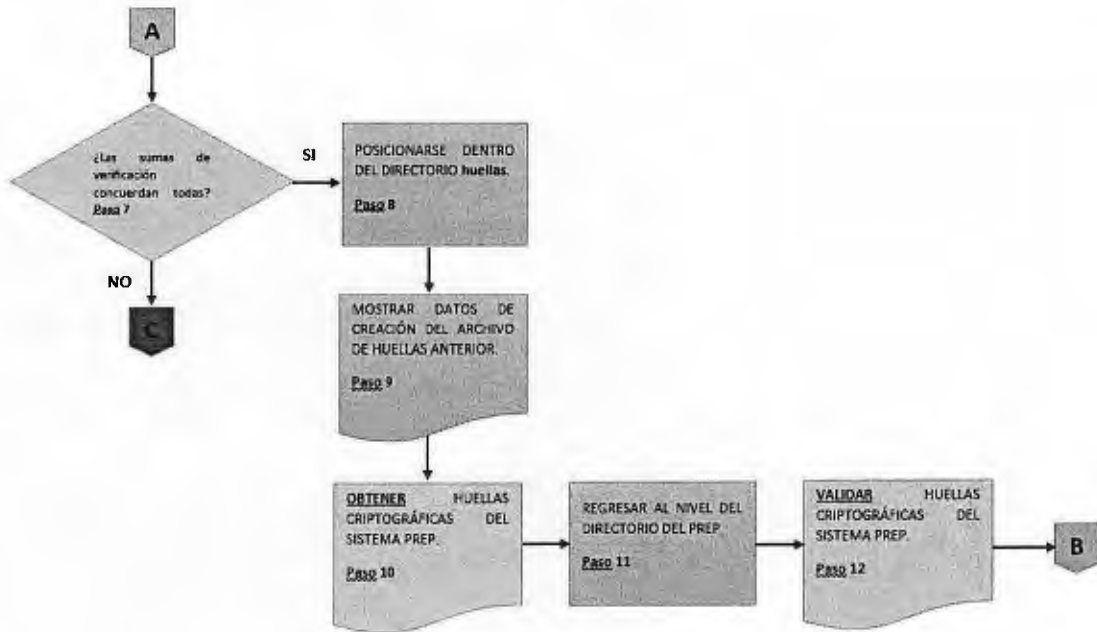 A
¿Las sumas de
verificación
concuerdan todas?
Paso 7
SI
NO
C
POSICIONARSE DENTRO
DEL DIRECTORIO huellas.
Paso 8
MOSTRAR DATOS DE
CREACIÓN DEL ARCHIVO
DE HUELLAS ANTERIOR.
Paso 9
OBTENER HUELLAS
CRIPTOGRÁFICAS DEL
SISTEMA PREP.
Paso 10
REGRESAR AL NIVEL DEL
DIRECTORIO DEL PREP
Paso 11
VALIDAR HUELLAS
CRIPTOGRÁFICAS DEL
SISTEMA PREP.
Paso 12
B